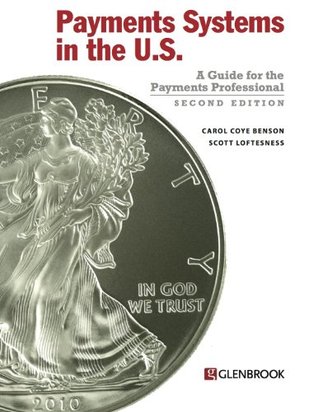 Payments Systems
in the U.S.
A Guide for the
Payments Professional
SECOND EDITION
CAROL COYE BENSON
SCOTT LOFTESNESS
E
P
T
Y
IN GOD
WE TRUST
2010
g GLENBROOK